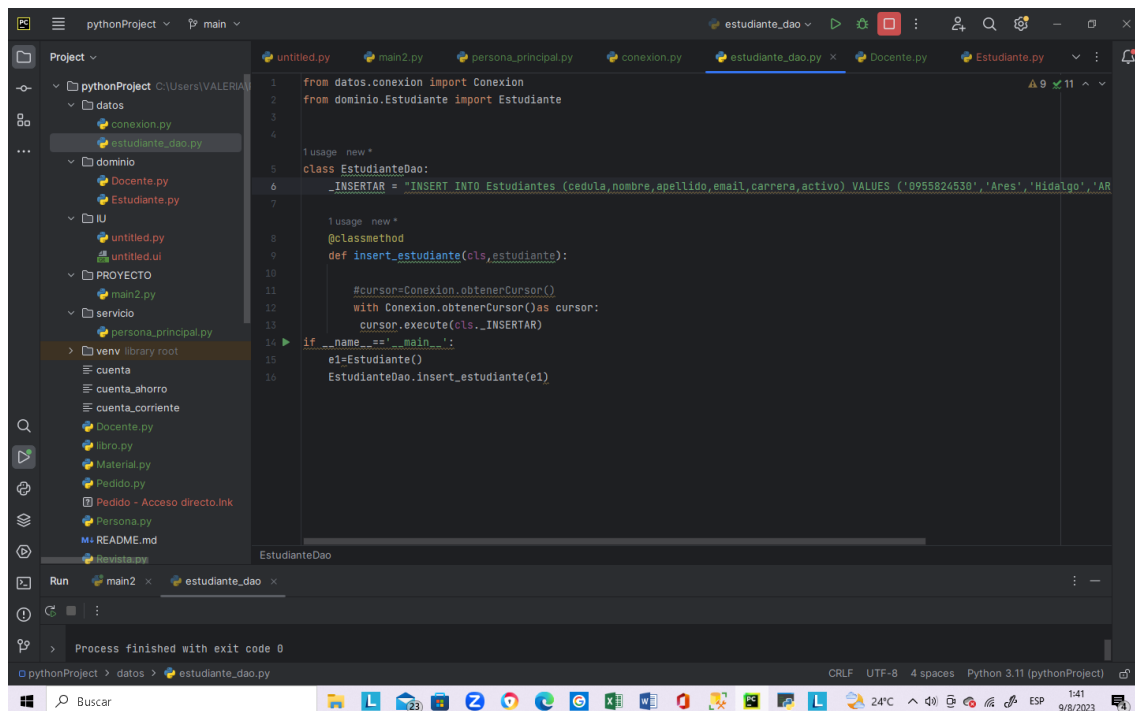 pythonProject main estudiante_dao
Project
untitled.py main2.py persona_principal.py conexion.py estudiante_dao.py Docente.py Estudiante.py
pythonProject C:\Users\VALERIA\
datos
conexion.py
estudiante_dao.py
dominio
Docente.py
Estudiante.py
IU
untitled.py
untitled.ui
PROYECTO
main2.py
servicio
persona_principal.py
venv library root
cuenta
cuenta_ahorro
cuenta_corriente
Docente.py
libro.py
Material.py
Pedido.py
Pedido - Acceso directo.lnk
Persona.py
README.md
Revista.py
9 11
1 from datos.conexion import Conexion
2 from dominio.Estudiante import Estudiante
3
4
1 usage new *
5 class EstudianteDao:
6 _INSERTAR = "INSERT INTO Estudiantes (cedula,nombre,apellido,email,carrera,activo) VALUES ('0955824530','Ares','Hidalgo','AR
7
1 usage new *
8 @classmethod
9 def insert_estudiante(cls,estudiante):
10
11 #cursor=Conexion.obtenerCursor()
12 with Conexion.obtenerCursor()as cursor:
13 cursor.execute(cls._INSERTAR)
14 if __name__=='__main__':
15 e1=Estudiante()
16 EstudianteDao.insert_estudiante(e1)
EstudianteDao
Run main2 estudiante_dao
Process finished with exit code 0
pythonProject > datos > estudiante_dao.py CRLF UTF-8 4 spaces Python 3.11 (pythonProject)
Buscar 23 24°C ESP 1:41
9/8/2023 4